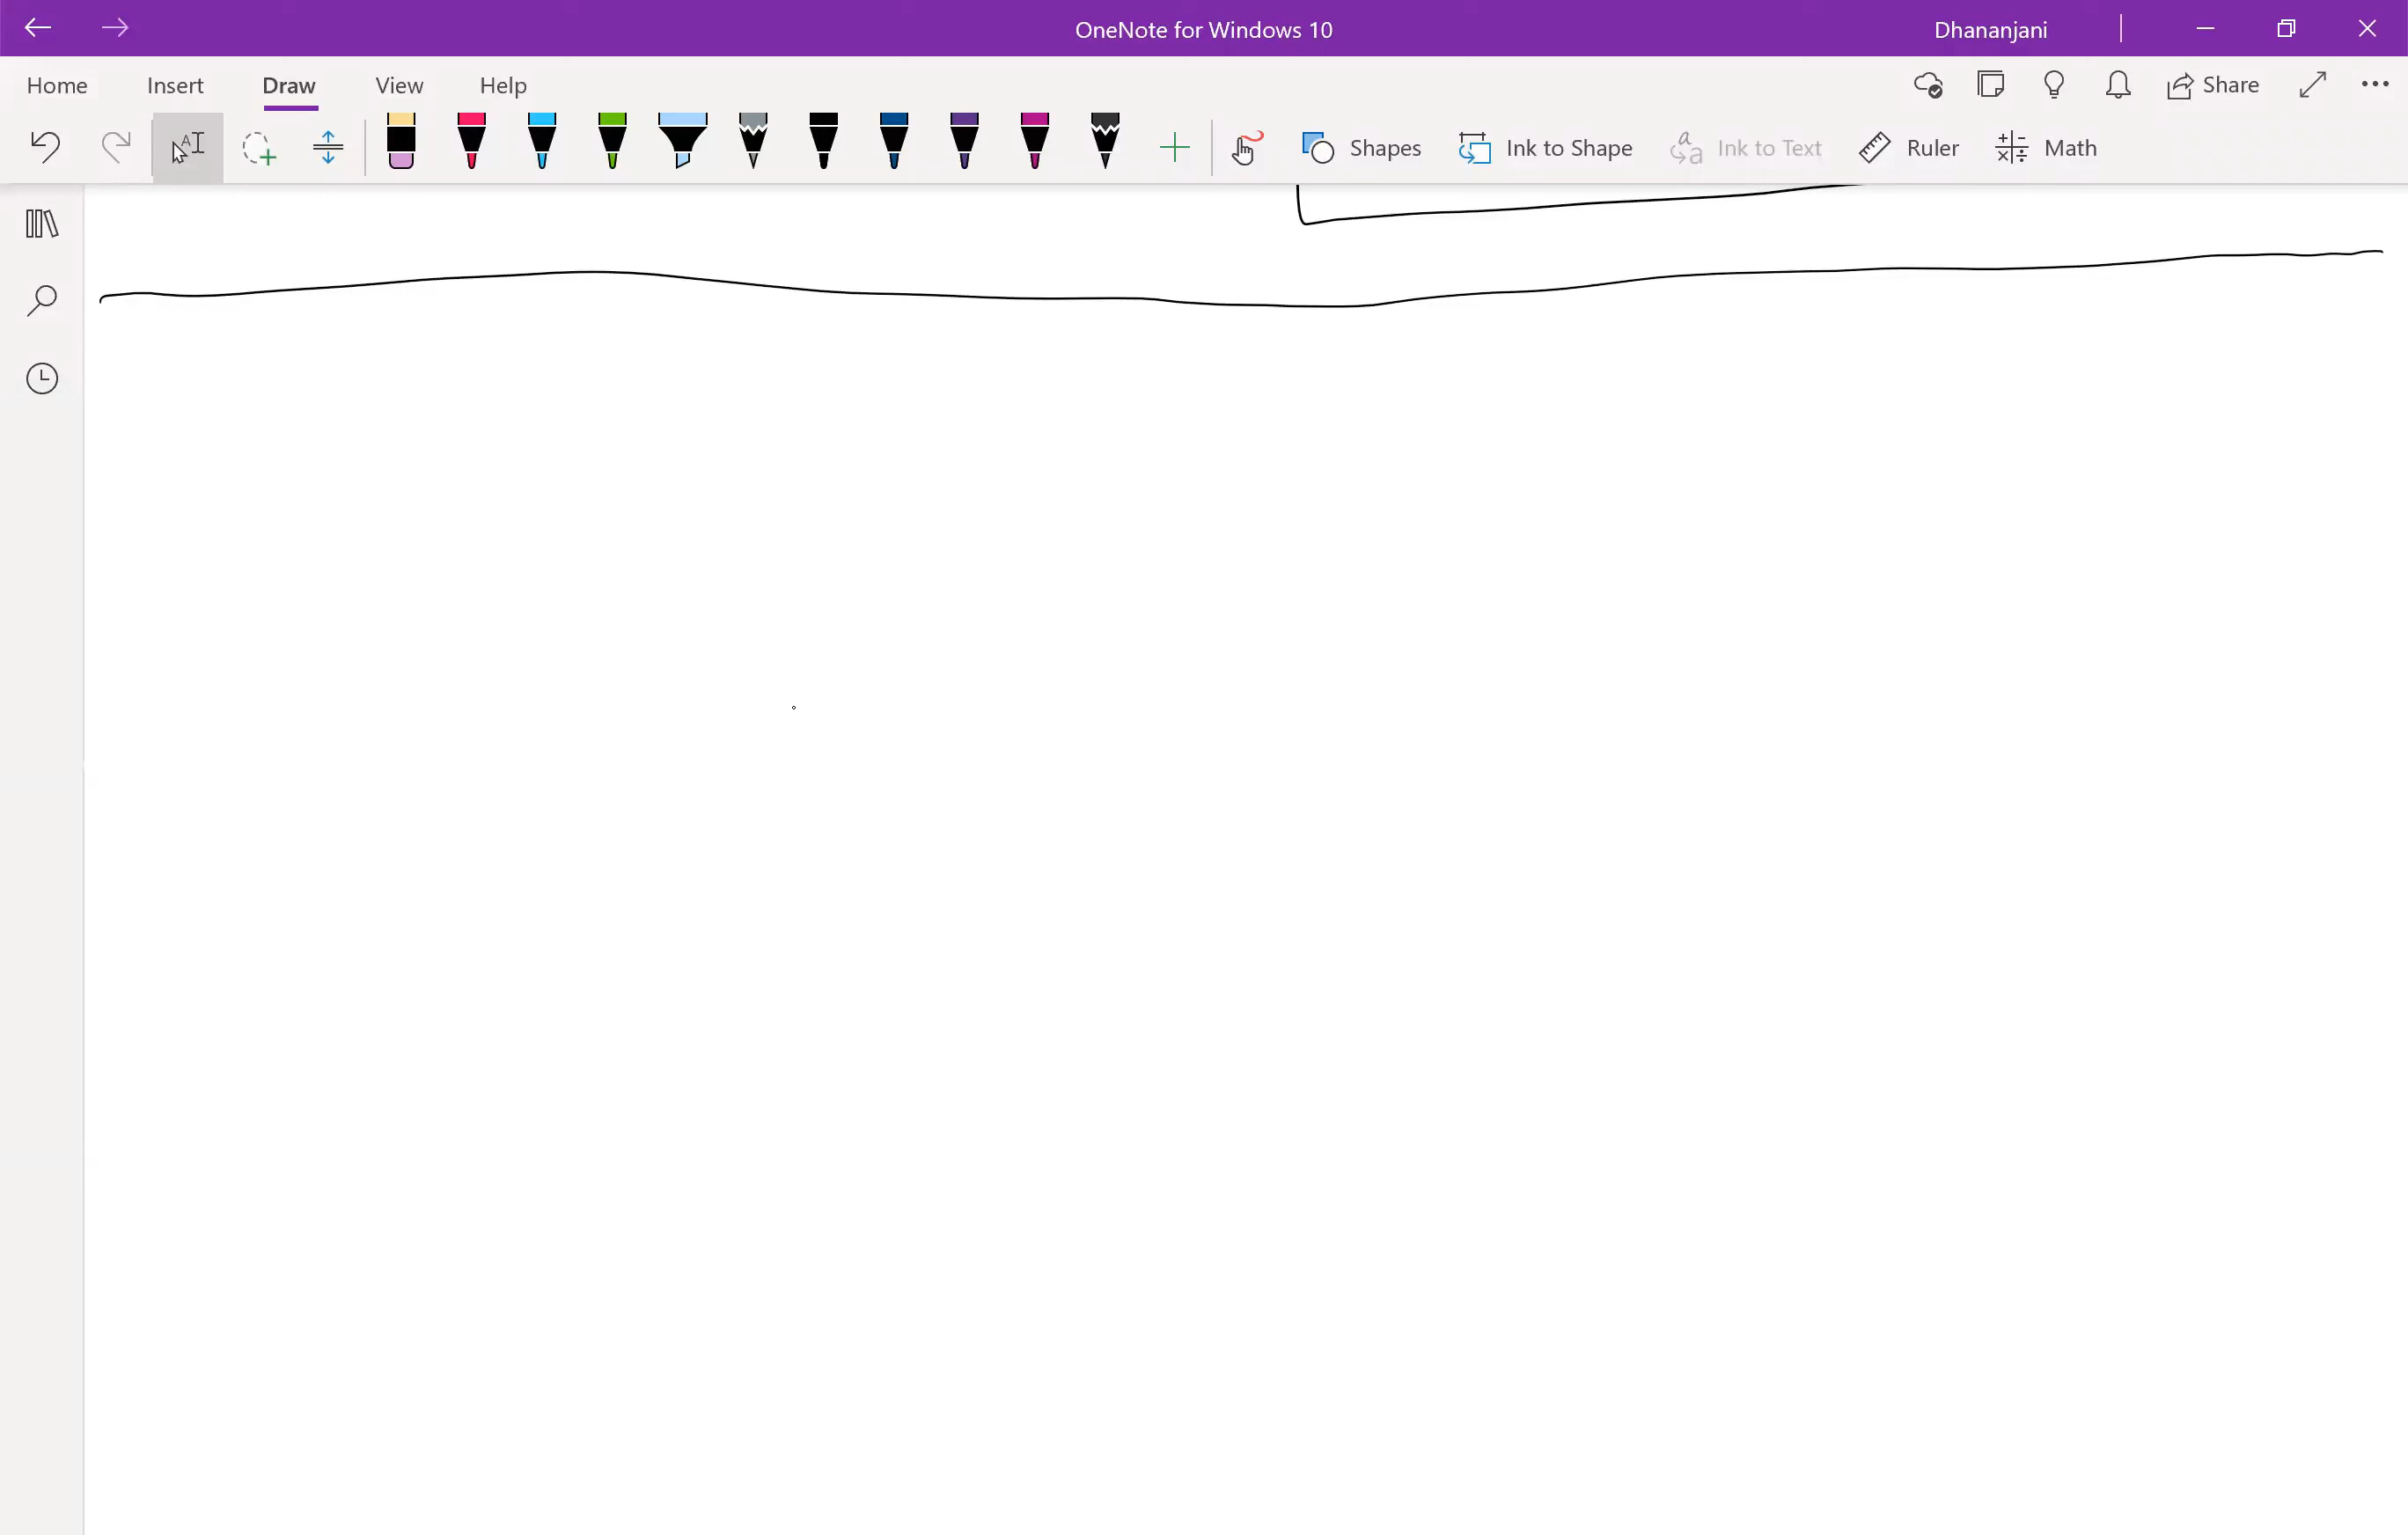 OneNote for Windows 10
Dhananjani
Home Insert Draw View Help
Share
Shapes Ink to Shape Ink to Text Ruler Math